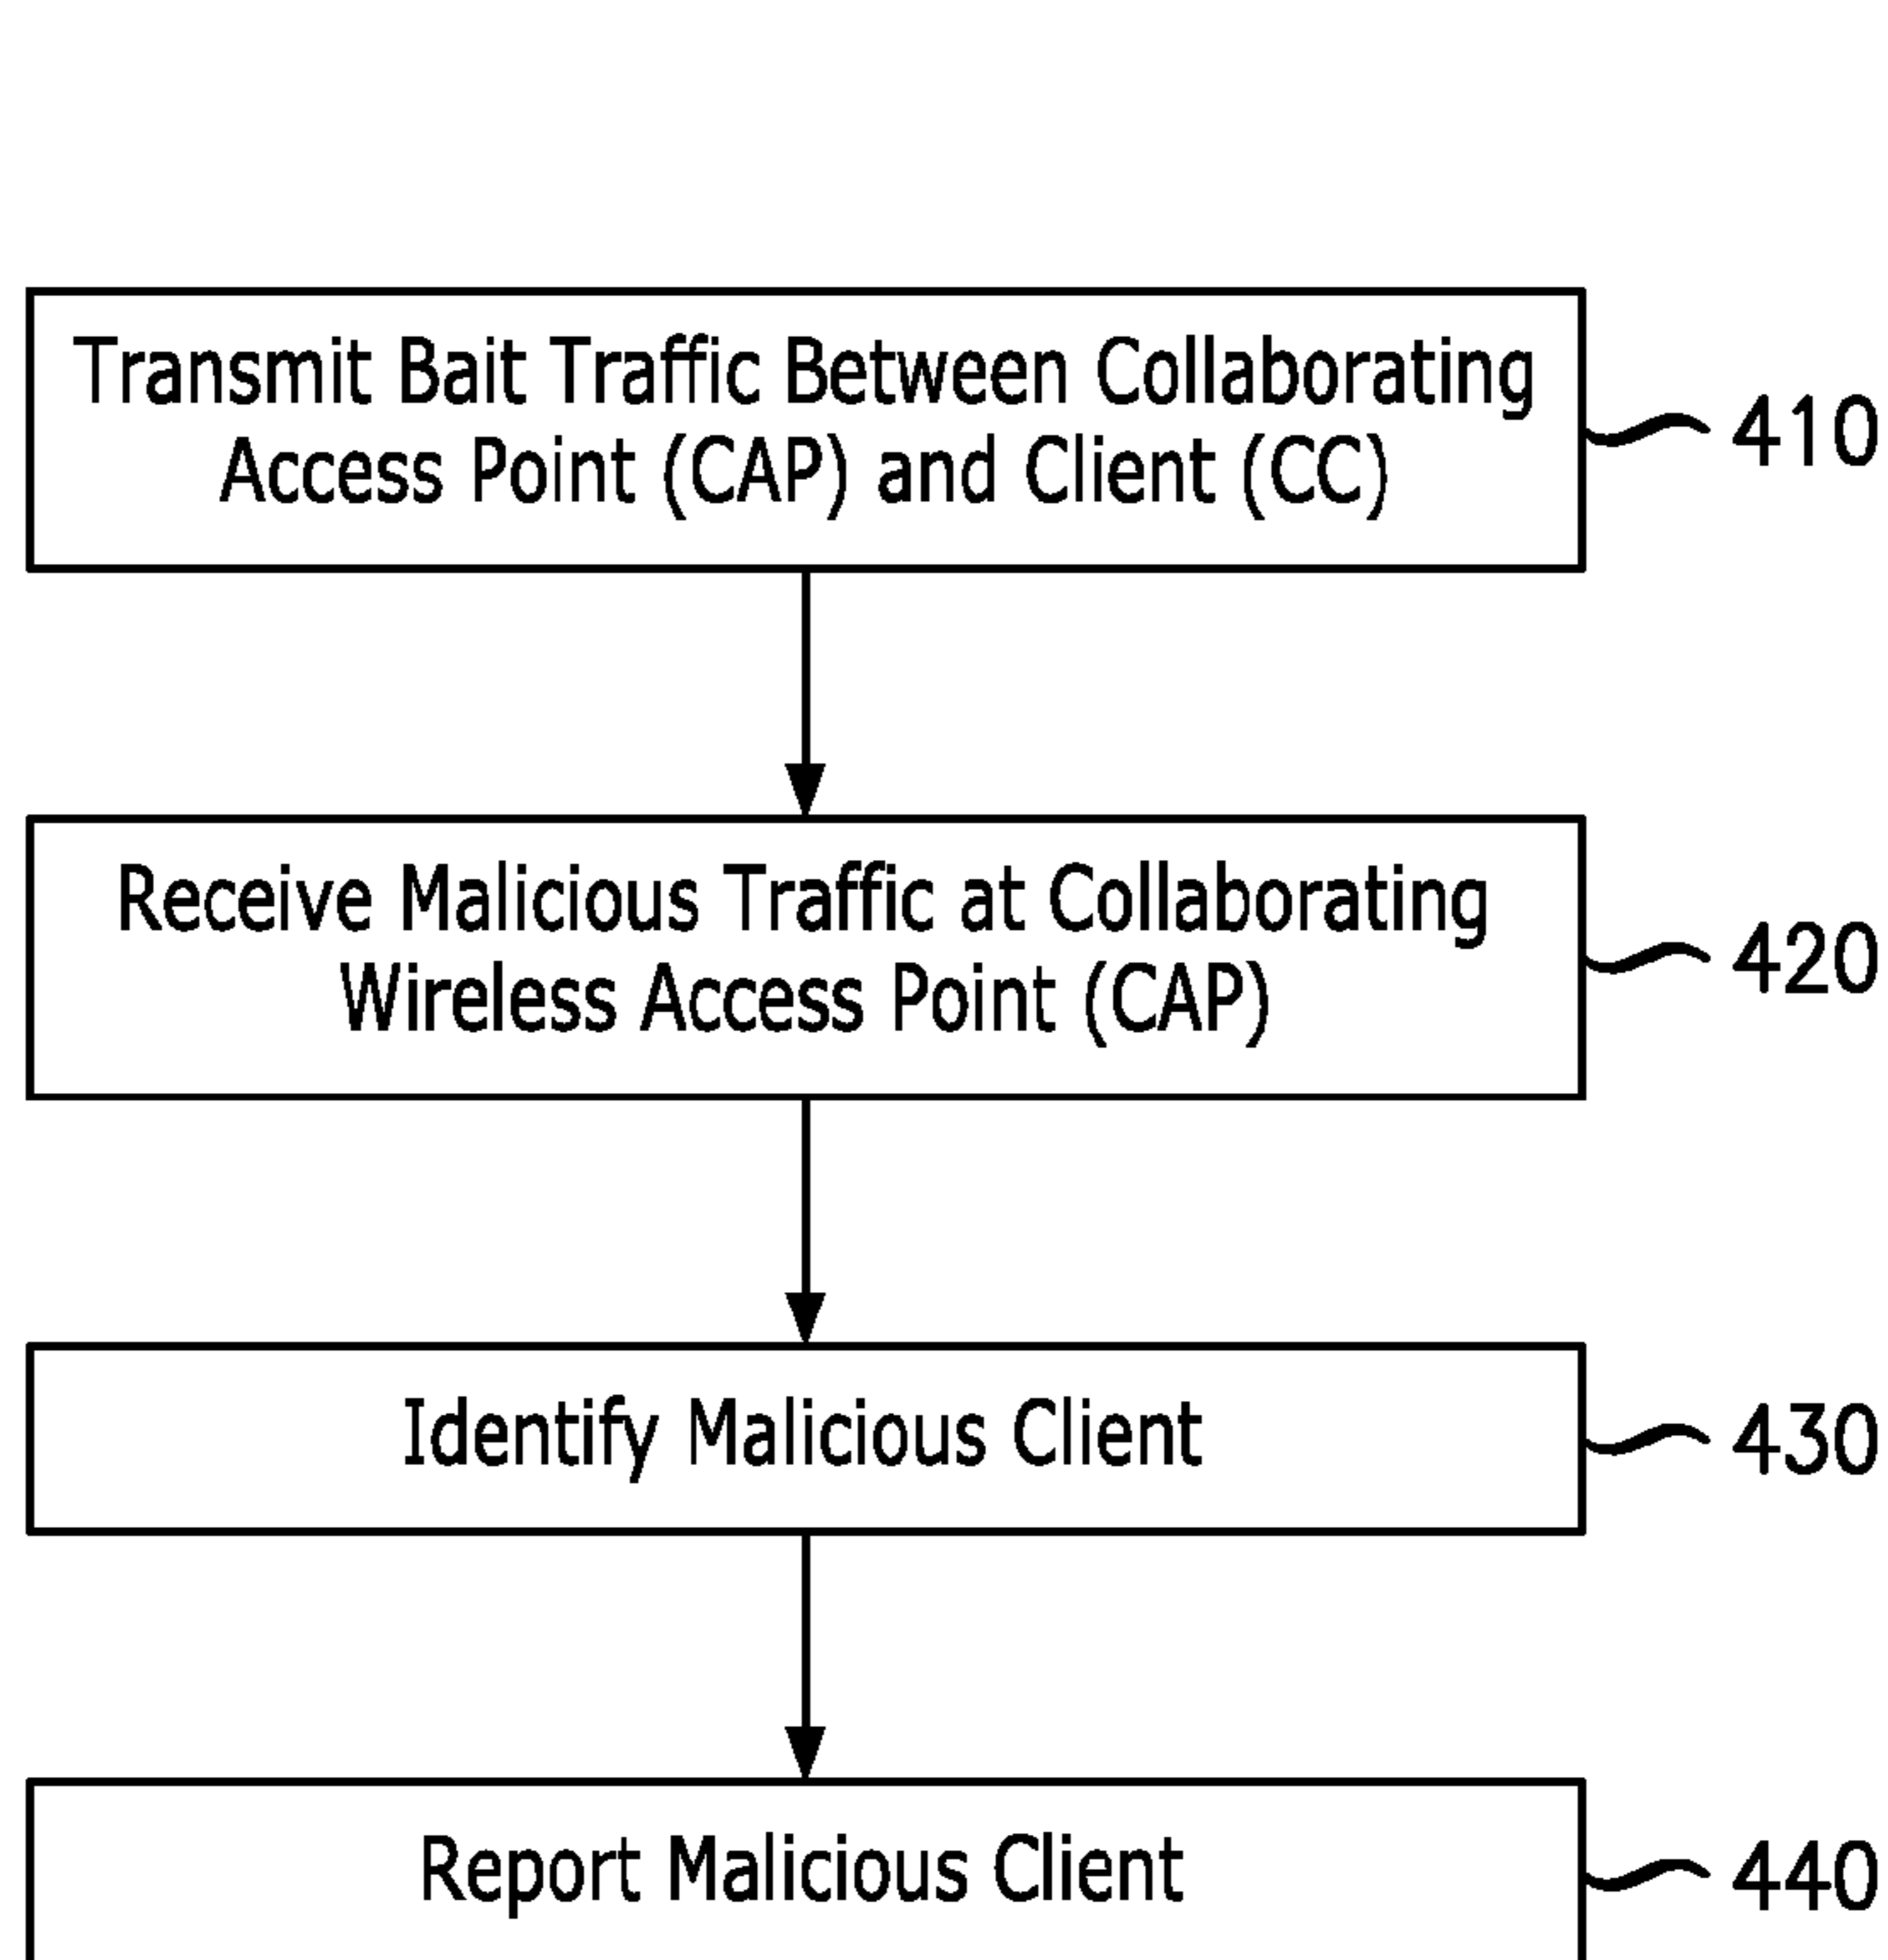 Transmit Bait Traffic Between Collaborating
Access Point (CAP) and Client (CC)
410
Receive Malicious Traffic at Collaborating
Wireless Access Point (CAP)
420
Identify Malicious Client
430
Report Malicious Client
440